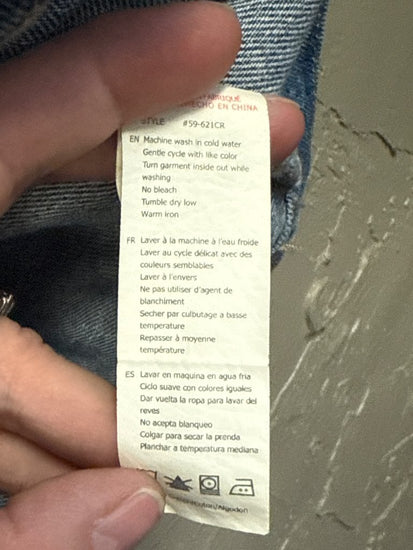 HECHO EN CHINA
STYLE #59-621CR
EN Machine wash in cold water
Gentle cycle with like color
Turn garment inside out while
washing
No bleach
Tumble dry low
Warm iron
FR Laver à la machine à l'eau froide
Laver au cycle délicat avec des
couleurs semblables
Laver à l'envers
Ne pas utiliser d'agent de
blanchiment
Secher par culbutage a basse
temperature
Repasser à moyenne
température
ES Lavar en maquina en agua fria
Ciclo suave con colores iguales
Dar vuelta la ropa para lavar del
reves
No acepta blanqueo
Colgar para secar la prenda
Planchar a temperatura mediana